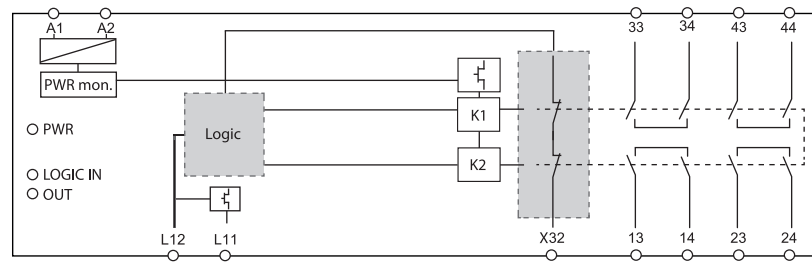 A1 A2 33 34 43 44
PWR mon.
K1
PWR
Logic
K2
LOGIC IN
OUT
L12 L11 X32 13 14 23 24